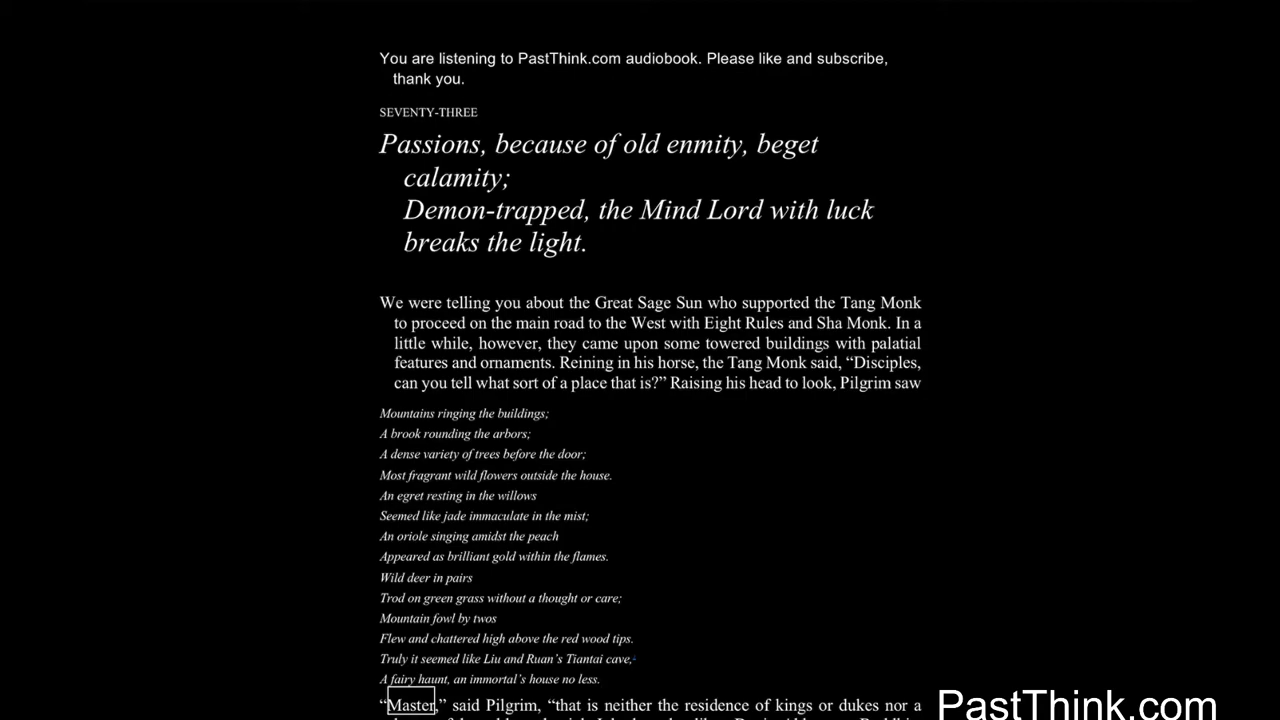 You are listening to PastThink.com audiobook. Please like and subscribe,
thank you.
SEVENTY-THREE
Passions, because of old enmity, beget
calamity;
Demon-trapped, the Mind Lord with luck
breaks the light.
We were telling you about the Great Sage Sun who supported the Tang Monk
to proceed on the main road to the West with Eight Rules and Sha Monk. In a
little while, however, they came upon some towered buildings with palatial
features and ornaments. Reining in his horse, the Tang Monk said, “Disciples,
can you tell what sort of a place that is?” Raising his head to look, Pilgrim saw
Mountains ringing the buildings;
A brook rounding the arbors;
A dense variety of trees before the door;
Most fragrant wild flowers outside the house.
An egret resting in the willows
Seemed like jade immaculate in the mist;
An oriole singing amidst the peach
Appeared as brilliant gold within the flames.
Wild deer in pairs
Trod on green grass without a thought or care;
Mountain fowl by twos
Flew and chattered high above the red wood tips.
Truly it seemed like Liu and Ruan’s Tiantai cave,
A fairy haunt, an immortal’s house no less.
“Master,” said Pilgrim, “that is neither the residence of kings or dukes nor a
PastThink.com